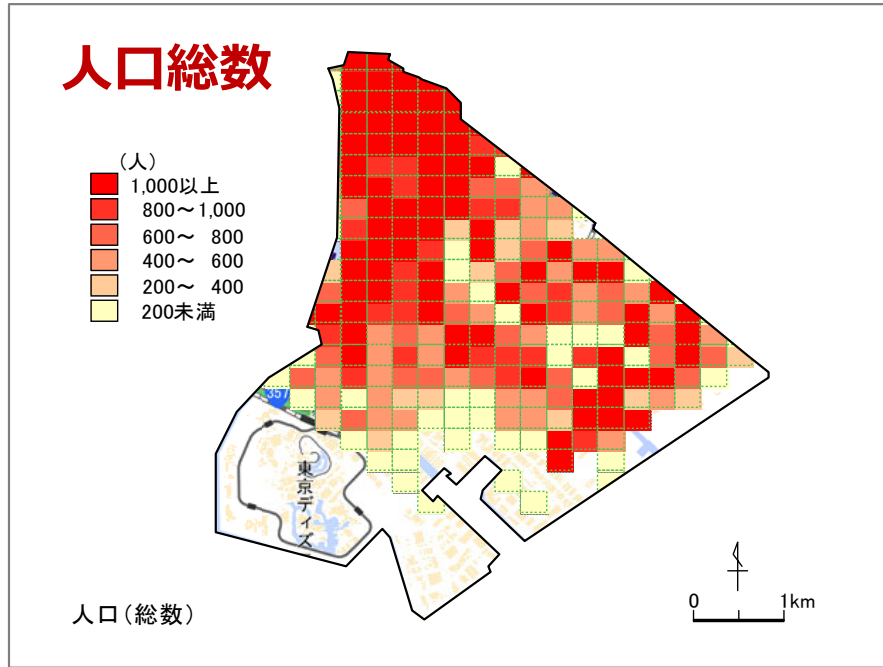 人口総数
(人)
1,000以上
800～1,000
600～ 800
400～ 600
200～ 400
200未満
357
東京ディズ
人口(総数)
0 1km